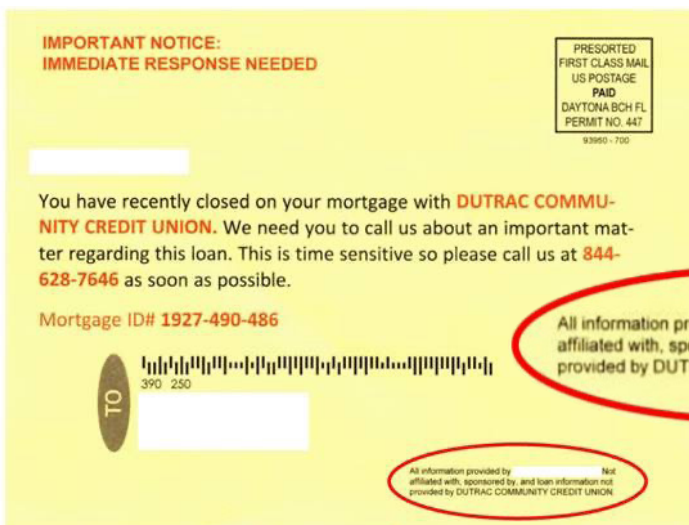 IMPORTANT NOTICE:
IMMEDIATE RESPONSE NEEDED
PRESORTED
FIRST CLASS MAIL
US POSTAGE
PAID
DAYTONA BCH FL
PERMIT NO. 447
93960 - 700
You have recently closed on your mortgage with DUTRAC COMMU-
NITY CREDIT UNION. We need you to call us about an important mat-
ter regarding this loan. This is time sensitive so please call us at 844-
628-7646 as soon as possible.
Mortgage ID# 1927-490-486
All information pr
affiliated with, spo
provided by DUT
390 250
TO
All information provided by Not
affiliated with, sponsored by, and loan information not
provided by DUTRAC COMMUNITY CREDIT UNION